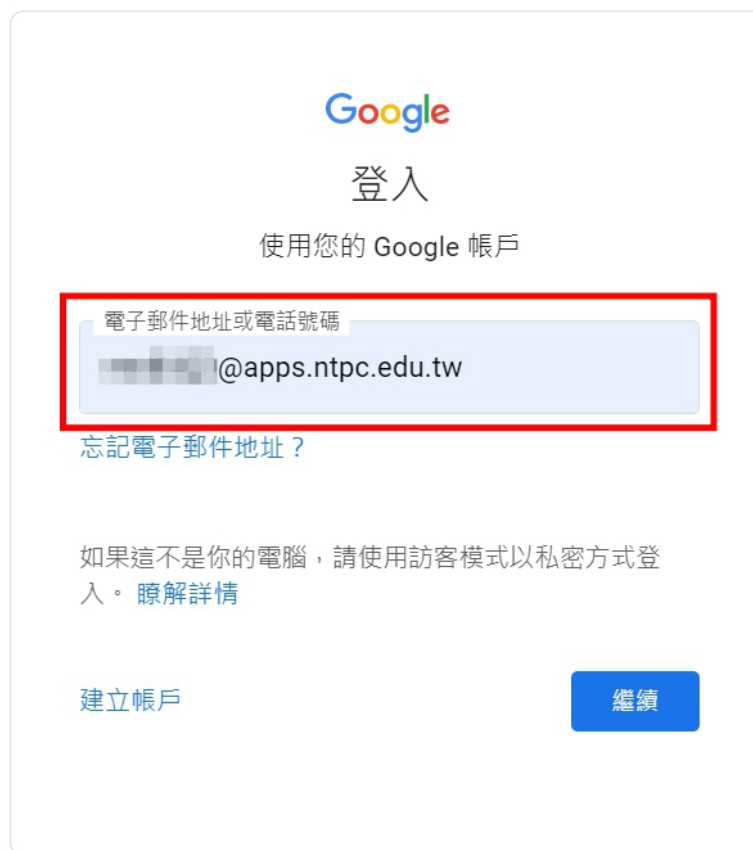 Google
登入
使用您的 Google 帳戶
電子郵件地址或電話號碼
@apps.ntpc.edu.tw
忘記電子郵件地址？
如果這不是你的電腦，請使用訪客模式以私密方式登
入。 瞭解詳情
建立帳戶
繼續